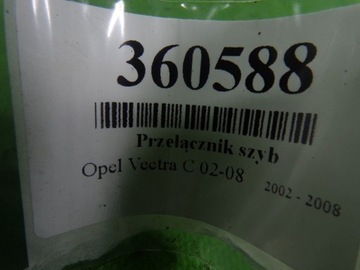 360588
Przełącznik szyb
Opel Vectra C 02-08
2002 - 2008